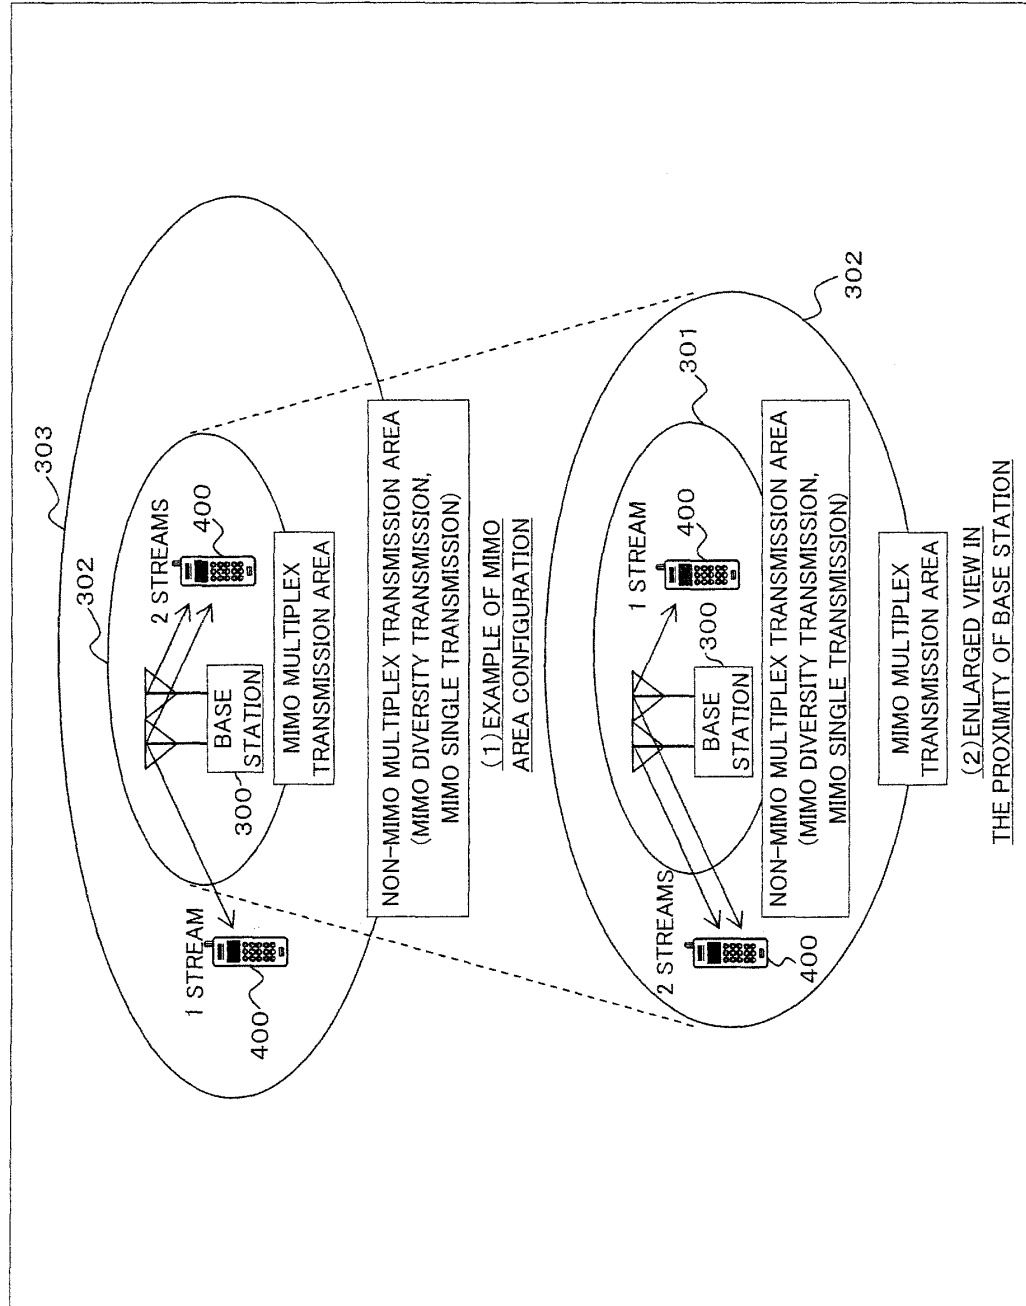 303
302
2 STREAMS
400
1 STREAM
400
BASE
STATION
300
MIMO MULTIPLEX
TRANSMISSION AREA
NON-MIMO MULTIPLEX TRANSMISSION AREA
(MIMO DIVERSITY TRANSMISSION,
MIMO SINGLE TRANSMISSION)
(1)EXAMPLE OF MIMO
AREA CONFIGURATION
302
301
1 STREAM
400
300
BASE
STATION
2 STREAMS
400
NON-MIMO MULTIPLEX TRANSMISSION AREA
(MIMO DIVERSITY TRANSMISSION,
MIMO SINGLE TRANSMISSION)
MIMO MULTIPLEX
TRANSMISSION AREA
(2)ENLARGED VIEW IN
THE PROXIMITY OF BASE STATION